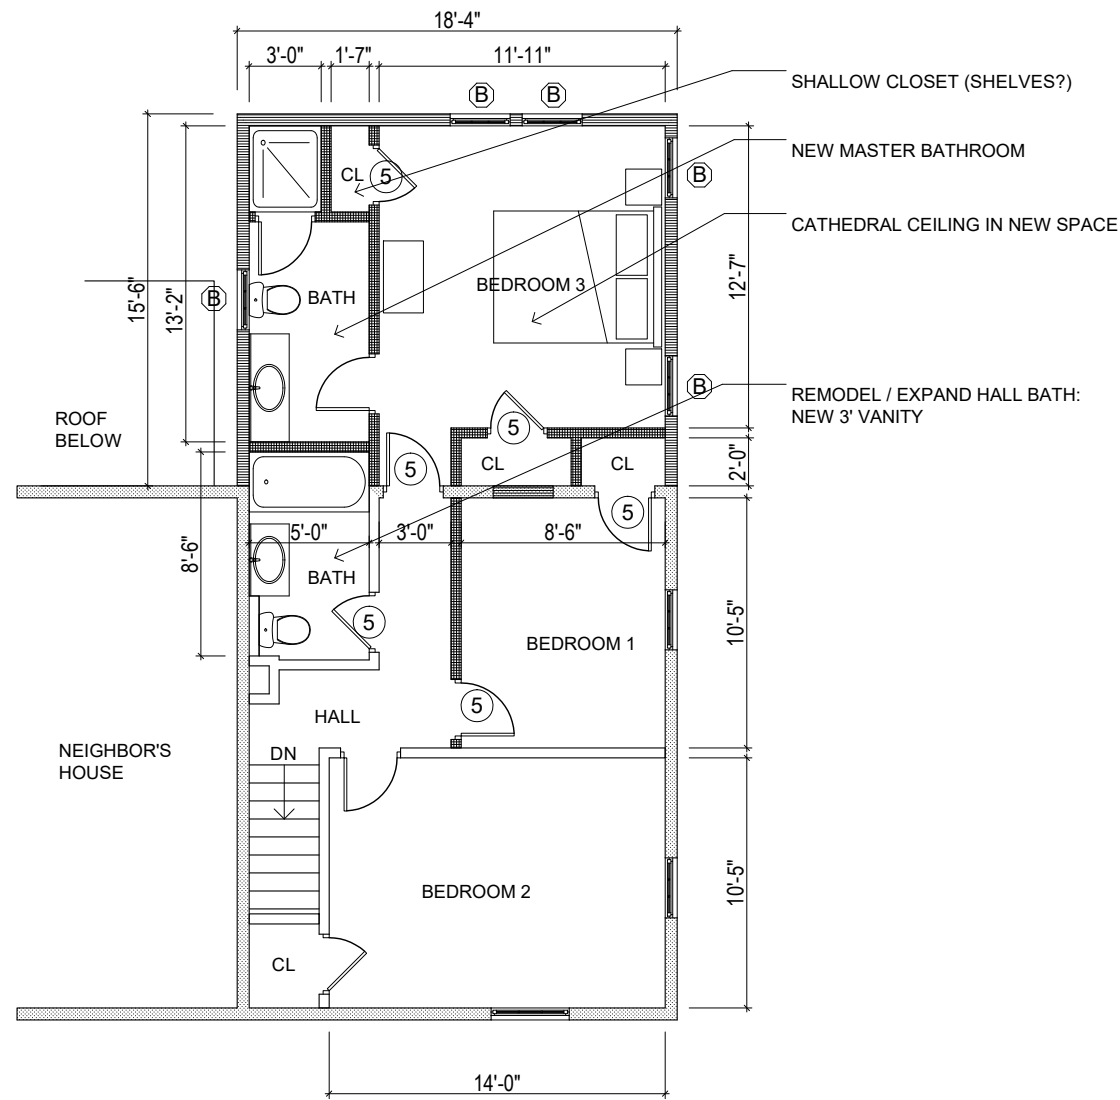 18'-4"
3'-0"
1'-7"
11'-11"
B
B
SHALLOW CLOSET (SHELVES?)
NEW MASTER BATHROOM
CL
5
B
CATHEDRAL CEILING IN NEW SPACE
15'-6"
13'-2"
B
BATH
BEDROOM 3
12'-7"
B
REMODEL / EXPAND HALL BATH:
NEW 3' VANITY
ROOF
BELOW
5
5
CL
CL
2'-0"
5
8'-6"
5'-0"
3'-0"
8'-6"
BATH
5
BEDROOM 1
10'-5"
5
HALL
NEIGHBOR'S
HOUSE
DN
BEDROOM 2
10'-5"
CL
14'-0"